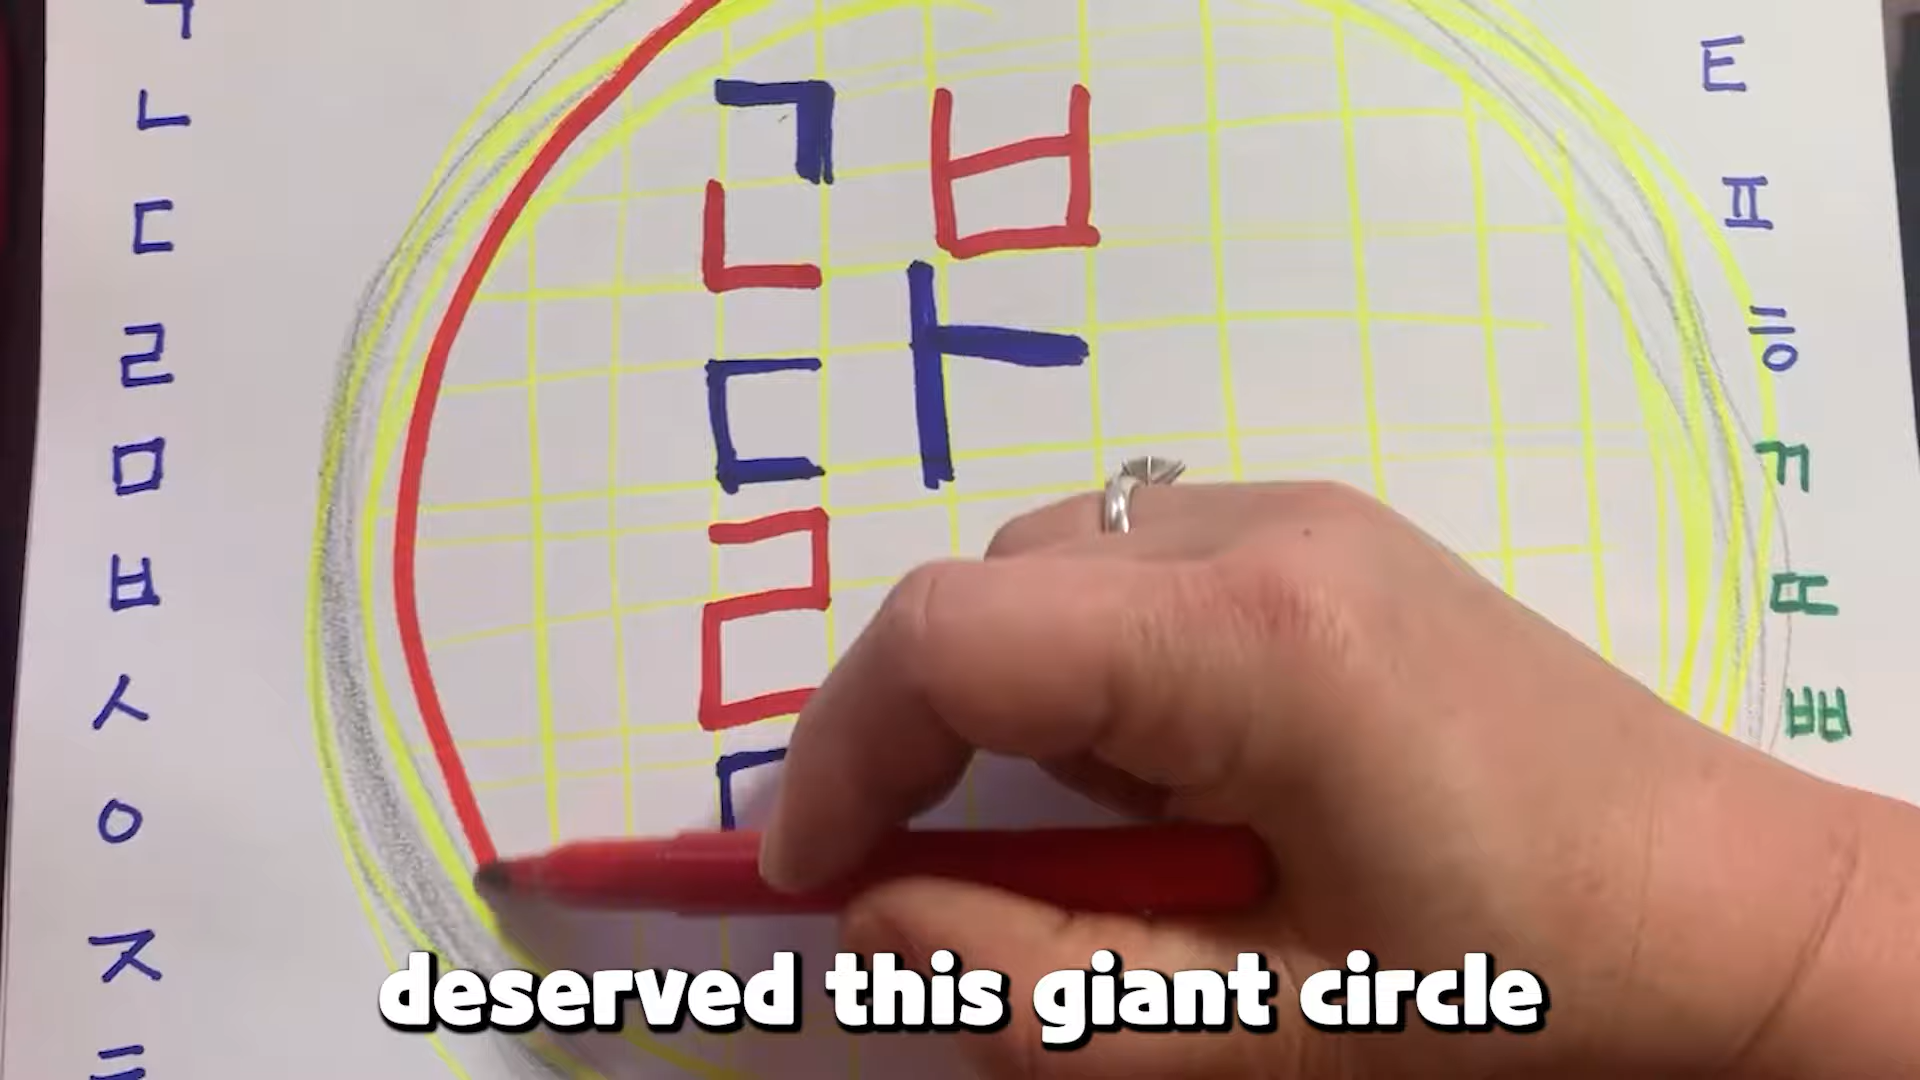 ㄱ
ㄴ
ㄷ
ㄹ
ㅁ
ㅂ
ㅅ
ㅇ
ㅈ
ㄱ
ㄴ
ㄷ
ㄹ
ㅂ
ㅏ
ㅌ
ㅍ
ㅎ
ㅃ
deserved this giant circle